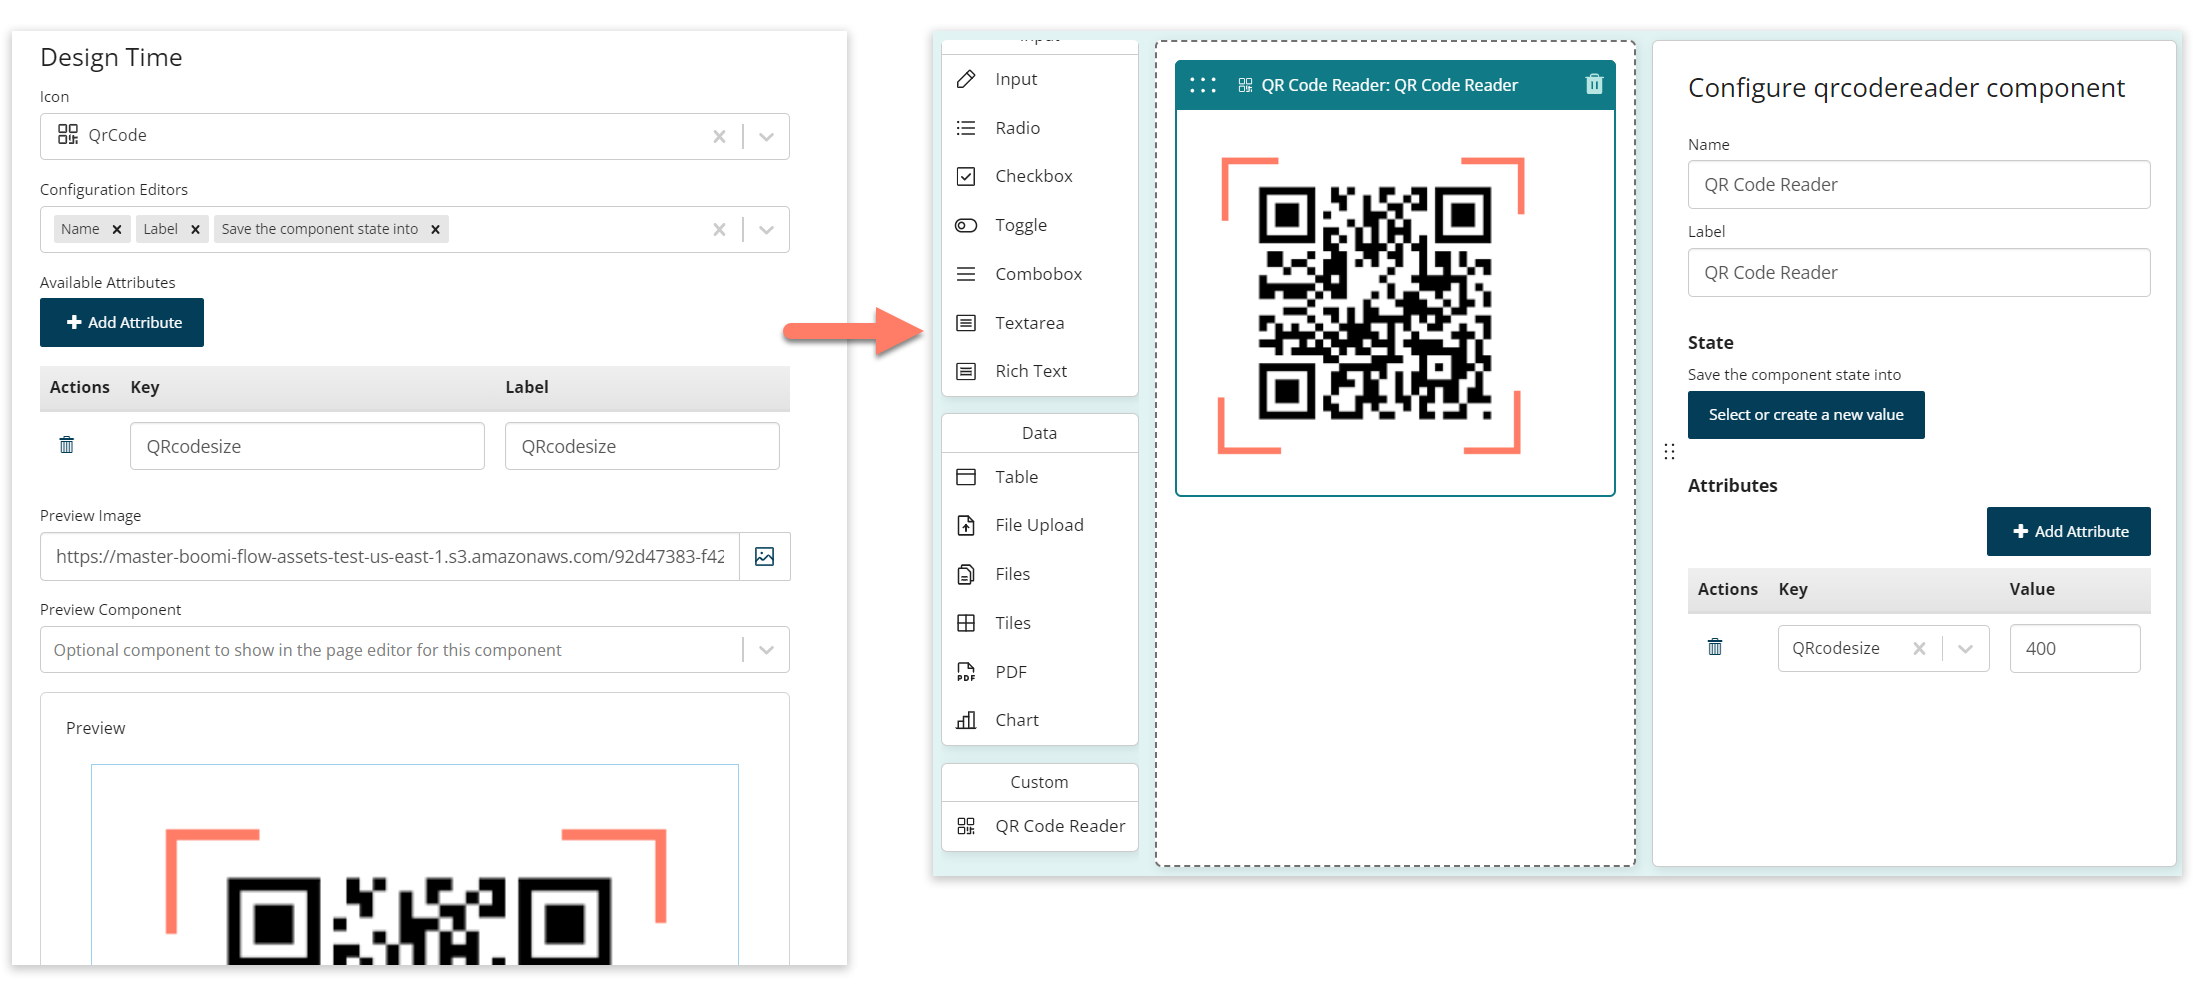 Design Time
Icon
QrCode
Configuration Editors
Name Label Save the component state into
Available Attributes
Add Attribute
Actions Key Label
QRcodesize QRcodesize
Preview Image
https://master-boomi-flow-assets-test-us-east-1.s3.amazonaws.com/92d47383-f42
Preview Component
Optional component to show in the page editor for this component
Preview
Input
Input
Radio
Checkbox
Toggle
Combobox
Textarea
Rich Text
Data
Table
File Upload
Files
Tiles
PDF
Chart
Custom
QR Code Reader
QR Code Reader: QR Code Reader
Configure qrcodereader component
Name
QR Code Reader
Label
QR Code Reader
State
Save the component state into
Select or create a new value
Attributes
Add Attribute
Actions Key Value
QRcodesize 400